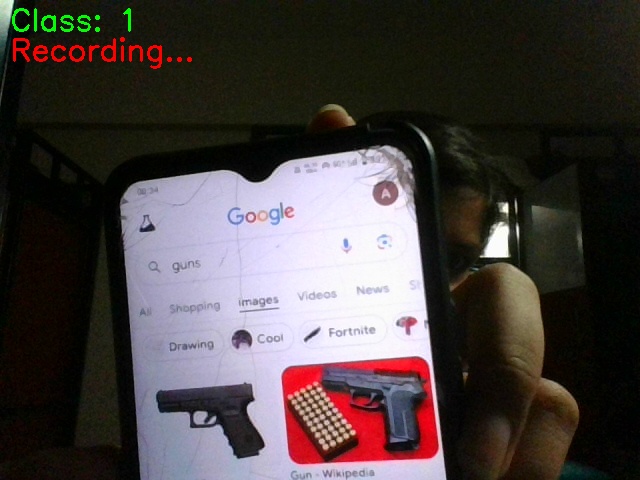 Class: 1
Recording...
A
Google
guns
All Shopping Images Videos News
Drawing Cool Fortnite
Gun - Wikipedia